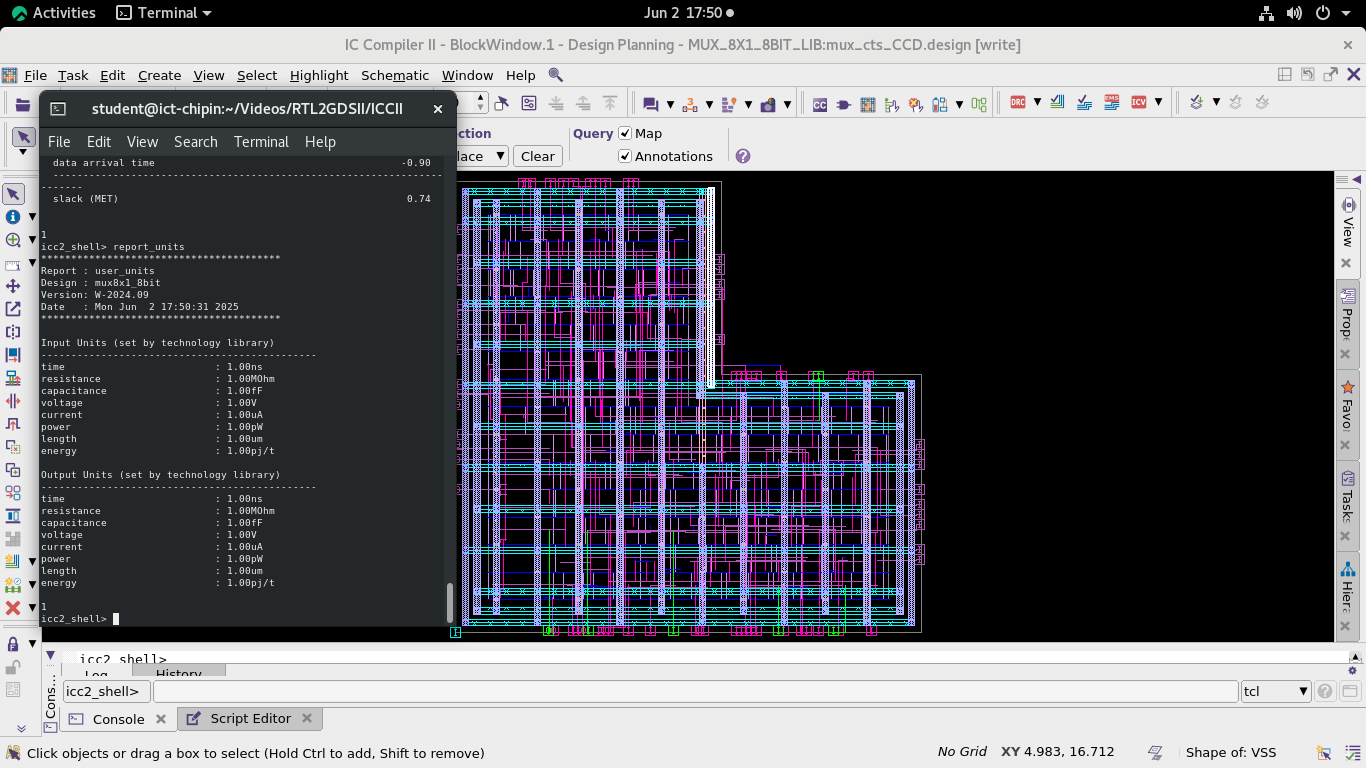 Activities Terminal Jun 2 17:50
IC Compiler II - BlockWindow.1 - Design Planning - MUX_8X1_8BIT_LIB:mux_cts_CCD.design [write]
File Task Edit Create View Select Highlight Schematic Window Help
student@ict-chipin:~/Videos/RTL2GDSII/ICCII
File Edit View Search Terminal Help
data arrival time -0.90
--------------------------------------------------------------------
-------
slack (MET) 0.74
1
icc2_shell> report_units
****************************************
Report : user_units
Design : mux8x1_8bit
Version: W-2024.09
Date : Mon Jun 2 17:50:31 2025
****************************************
Input Units (set by technology library)
----------------------------------------------
time : 1.00ns
resistance : 1.00MOhm
capacitance : 1.00fF
voltage : 1.00V
current : 1.00uA
power : 1.00pW
length : 1.00um
energy : 1.00pj/t
Output Units (set by technology library)
----------------------------------------------
time : 1.00ns
resistance : 1.00MOhm
capacitance : 1.00fF
voltage : 1.00V
current : 1.00uA
power : 1.00pW
length : 1.00um
energy : 1.00pj/t
1
icc2_shell>
ction Query Map
lace Clear Annotations
DRC ICV
View
Prope
Favo
Tasks
Hiera
icc2_shell>
Log History
Cons...
icc2_shell> tcl
Console Script Editor
Click objects or drag a box to select (Hold Ctrl to add, Shift to remove) No Grid XY 4.983, 16.712 Shape of: VSS